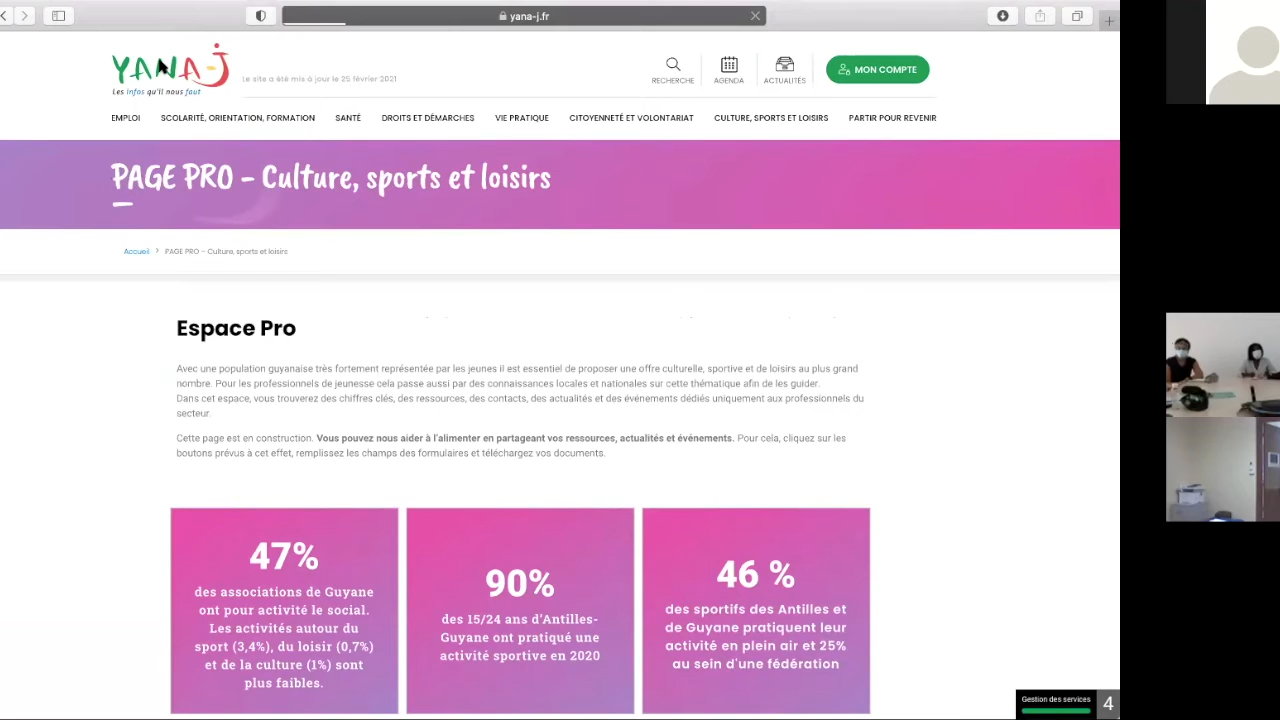 yana-j.fr
YANA-J
Les infos qu'il nous faut
Le site a été mis à jour le 25 février 2021
RECHERCHE
AGENDA
ACTUALITÉS
MON COMPTE
EMPLOI
SCOLARITÉ, ORIENTATION, FORMATION
SANTÉ
DROITS ET DÉMARCHES
VIE PRATIQUE
CITOYENNETÉ ET VOLONTARIAT
CULTURE, SPORTS ET LOISIRS
PARTIR POUR REVENIR
PAGE PRO - Culture, sports et loisirs
Accueil > PAGE PRO – Culture, sports et loisirs
Espace Pro
Avec une population guyanaise très fortement représentée par les jeunes il est essentiel de proposer une offre culturelle, sportive et de loisirs au plus grand
nombre. Pour les professionnels de jeunesse cela passe aussi par des connaissances locales et nationales sur cette thématique afin de les guider.
Dans cet espace, vous trouverez des chiffres clés, des ressources, des contacts, des actualités et des événements dédiés uniquement aux professionnels du
secteur.
Cette page est en construction. Vous pouvez nous aider à l'alimenter en partageant vos ressources, actualités et événements. Pour cela, cliquez sur les
boutons prévus à cet effet, remplissez les champs des formulaires et téléchargez vos documents.
47%
des associations de Guyane
ont pour activité le social.
Les activités autour du
sport (3,4%), du loisir (0,7%)
et de la culture (1%) sont
plus faibles.
90%
des 15/24 ans d'Antilles-
Guyane ont pratiqué une
activité sportive en 2020
46 %
des sportifs des Antilles et
de Guyane pratiquent leur
activité en plein air et 25%
au sein d'une fédération
Gestion des services
4